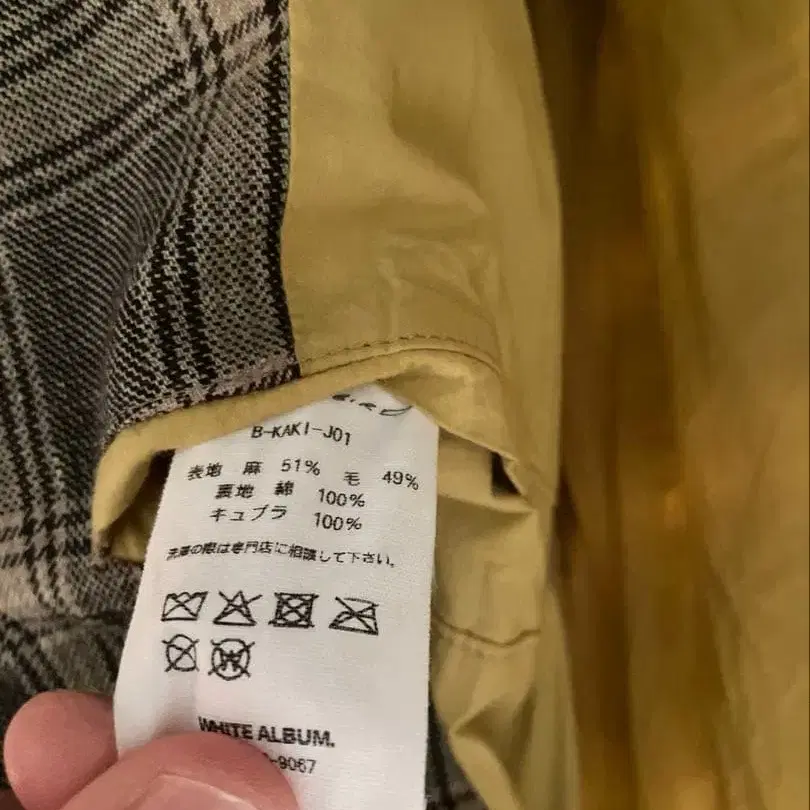 B-KAKI-J01
表地 麻 51% 毛 49%
裏地 綿 100%
キュプラ 100%
洗濯の際は専門店に相談して下さい。
W
WHITE ALBUM.
-9067